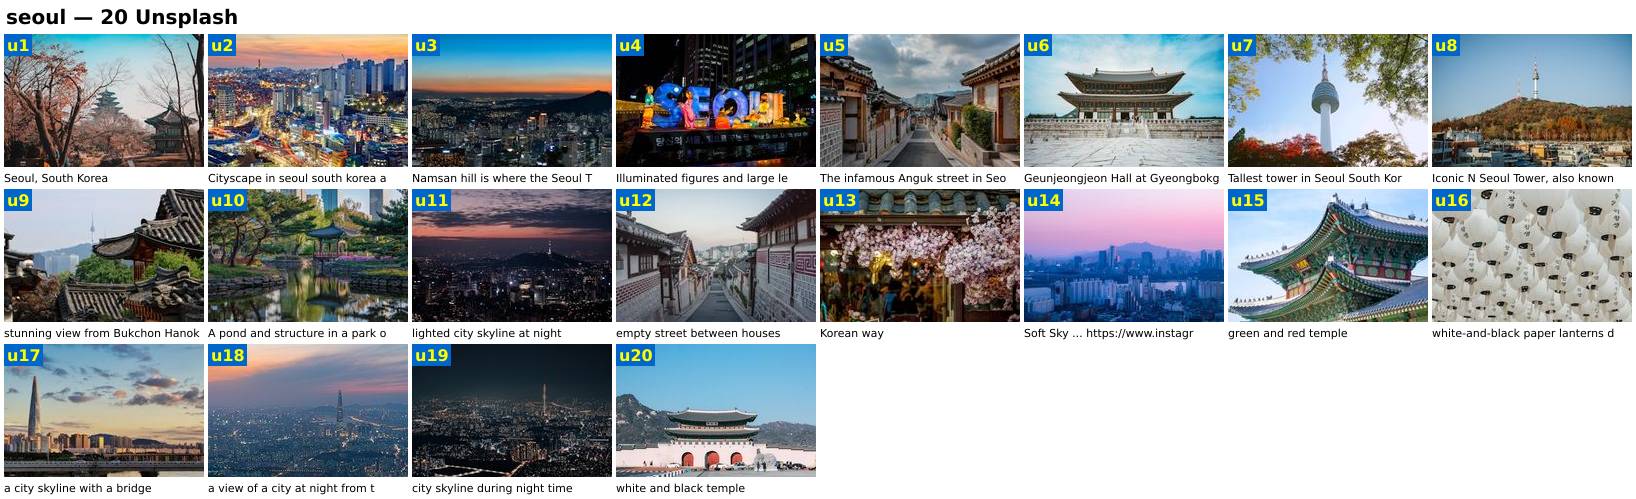 seoul — 20 Unsplash
u1
u2
u3
u4
u5
u6
u7
u8
SEOUL
Seoul, South Korea
Cityscape in seoul south korea a
Namsan hill is where the Seoul T
Illuminated figures and large le
The infamous Anguk street in Seo
Geunjeongjeon Hall at Gyeongbokg
Tallest tower in Seoul South Kor
Iconic N Seoul Tower, also known
u9
u10
u11
u12
u13
u14
u15
u16
stunning view from Bukchon Hanok
A pond and structure in a park o
lighted city skyline at night
empty street between houses
Korean way
Soft Sky ... https://www.instagr
green and red temple
white-and-black paper lanterns d
u17
u18
u19
u20
a city skyline with a bridge
a view of a city at night from t
city skyline during night time
white and black temple